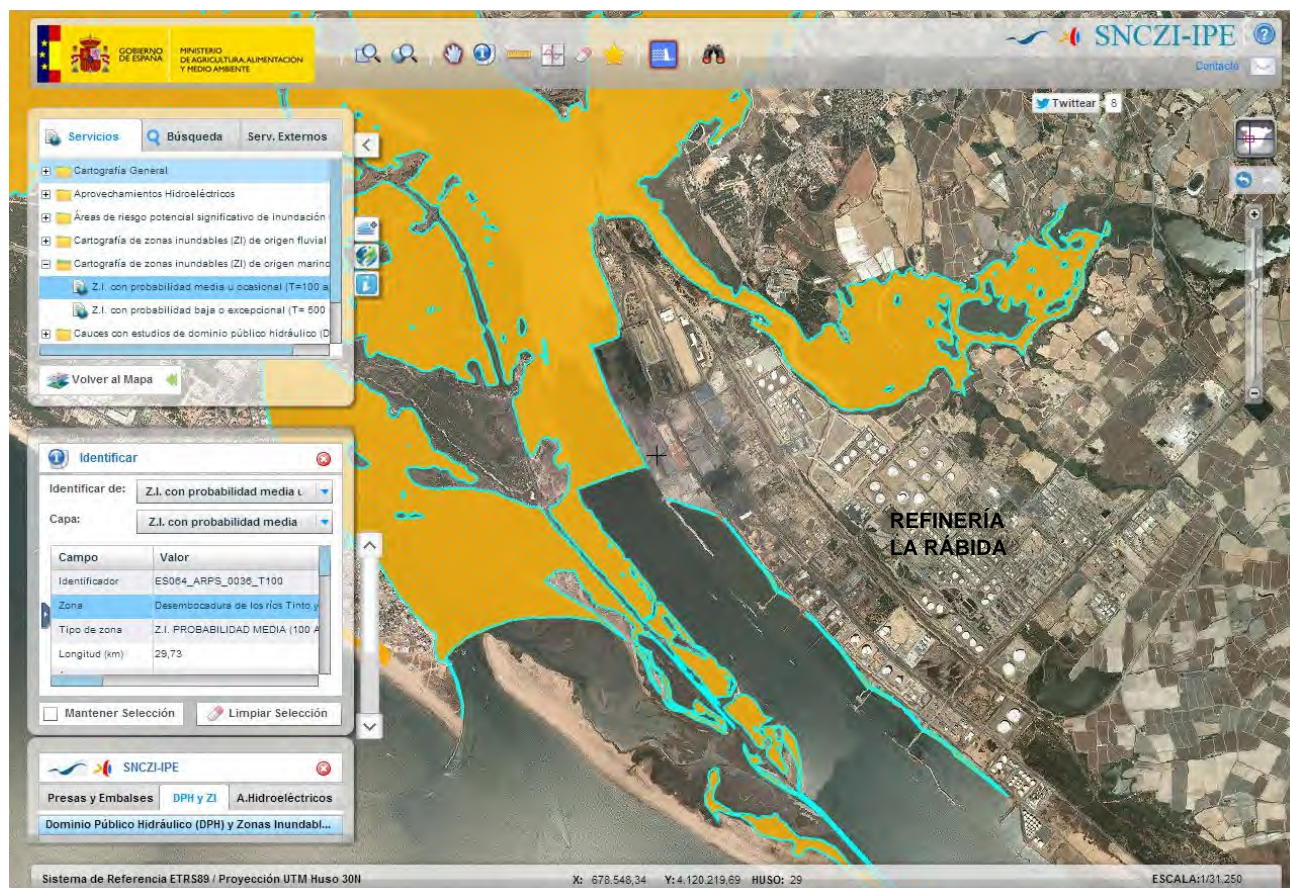 GOBIERNO
DE ESPAÑA
MINISTERIO
DE AGRICULTURA, ALIMENTACIÓN
Y MEDIO AMBIENTE
SNCZI-IPE
Contacto
Twittear 8
Servicios Búsqueda Serv. Externos
Cartografía General
Aprovechamientos Hidroeléctricos
Áreas de riesgo potencial significativo de inundación
Cartografía de zonas inundables (ZI) de origen fluvial
Cartografía de zonas inundables (ZI) de origen marino
Z.I. con probabilidad media u ocasional (T=100 a
Z.I. con probabilidad baja o excepcional (T= 500
Cauces con estudios de dominio público hidráulico (D
Volver al Mapa
Identificar
Identificar de: Z.I. con probabilidad media u
Capa: Z.I. con probabilidad media
Campo Valor
Identificador ES064_ARPS_0036_T100
Zona Desembocadura de los ríos Tinto y
Tipo de zona Z.I. PROBABILIDAD MEDIA (100 A
Longitud (km) 29,73
Mantener Selección Limpiar Selección
SNCZI-IPE
Presas y Embalses DPH y ZI A.Hidroeléctricos
Dominio Público Hidráulico (DPH) y Zonas Inundabl...
REFINERÍA
LA RÁBIDA
Sistema de Referencia ETRS89 / Proyección UTM Huso 30N X: 678.548,34 Y: 4.120.219,69 HUSO: 29 ESCALA:1/31.250